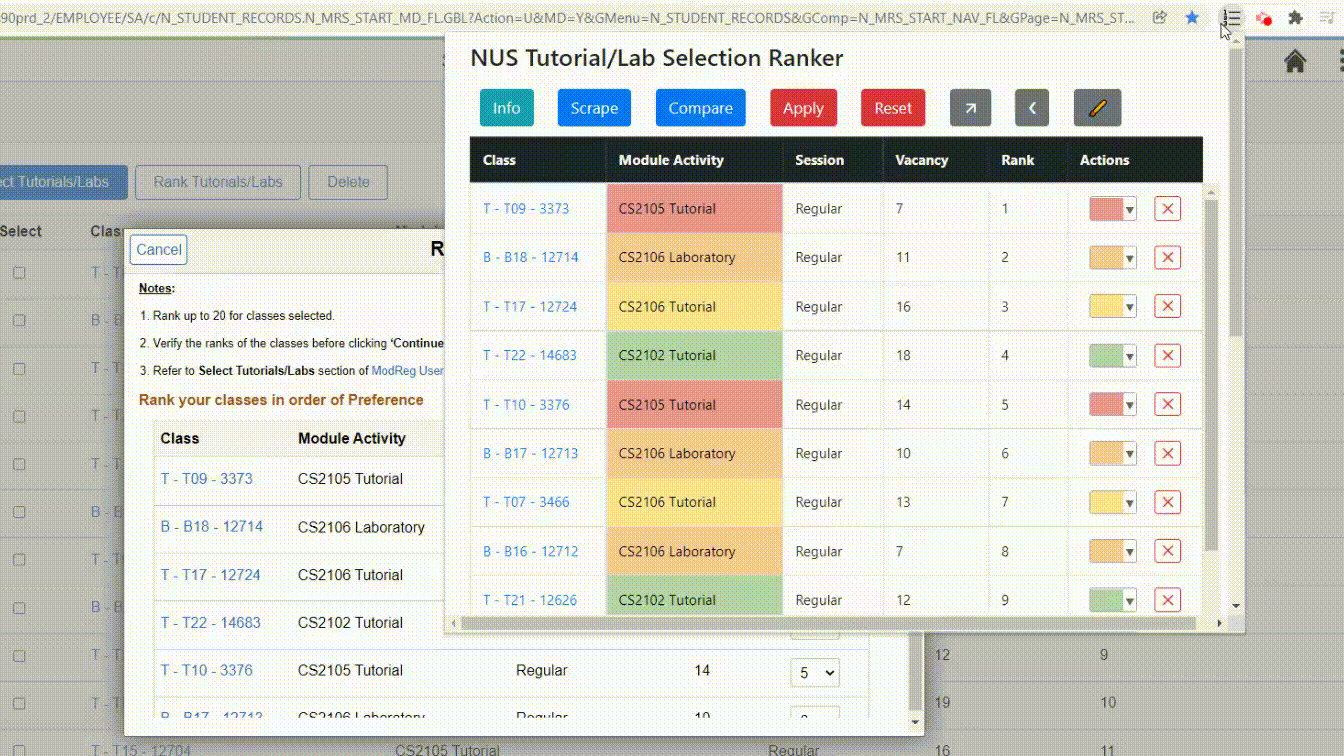 90prd_2/EMPLOYEE/SA/c/N_STUDENT_RECORDS.N_MRS_START_MD_FL.GBL?Action=U&MD=Y&GMenu=N_STUDENT_RECORDS&GComp=N_MRS_START_NAV_FL&GPage=N_MRS_ST...
NUS Tutorial/Lab Selection Ranker
Info Scrape Compare Apply Reset
Class Module Activity Session Vacancy Rank Actions
T - T09 - 3373 CS2105 Tutorial Regular 7 1
B - B18 - 12714 CS2106 Laboratory Regular 11 2
T - T17 - 12724 CS2106 Tutorial Regular 16 3
T - T22 - 14683 CS2102 Tutorial Regular 18 4
T - T10 - 3376 CS2105 Tutorial Regular 14 5
B - B17 - 12713 CS2106 Laboratory Regular 10 6
T - T07 - 3466 CS2106 Tutorial Regular 13 7
B - B16 - 12712 CS2106 Laboratory Regular 7 8
T - T21 - 12626 CS2102 Tutorial Regular 12 9
ct Tutorials/Labs Rank Tutorials/Labs Delete
Select Clas
Cancel R
Notes:
1. Rank up to 20 for classes selected.
2. Verify the ranks of the classes before clicking 'Continue
3. Refer to Select Tutorials/Labs section of ModReg User
Rank your classes in order of Preference
Class Module Activity
T - T09 - 3373 CS2105 Tutorial
B - B18 - 12714 CS2106 Laboratory
T - T17 - 12724 CS2106 Tutorial
T - T22 - 14683 CS2102 Tutorial
T - T10 - 3376 CS2105 Tutorial Regular 14 5
B - B17 - 12713 CS2106 Laboratory Regular 10
12 9
19 10
T - T15 - 12704 CS2105 Tutorial Regular 16 11